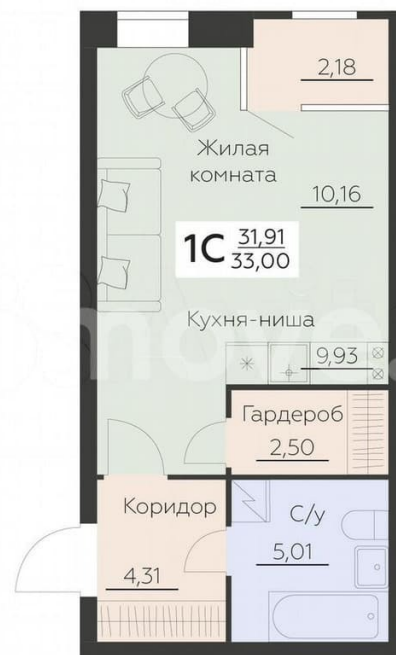 2,18
Жилая
комната
10,16
1С 31,91
33,00
Кухня-ниша
9,93
Гардероб
2,50
Коридор
С/у
5,01
4,31